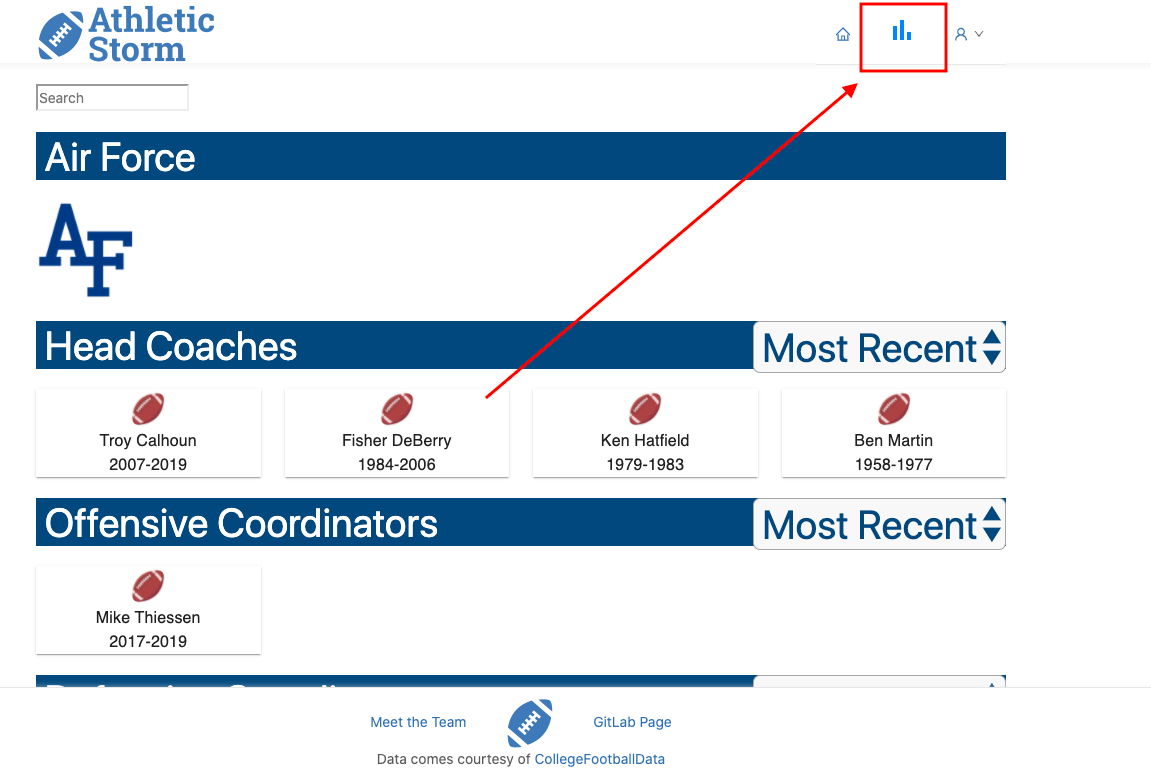 Athletic
Storm
Search
Air Force
AF
Head Coaches Most Recent
Troy Calhoun Fisher DeBerry Ken Hatfield Ben Martin
2007-2019 1984-2006 1979-1983 1958-1977
Offensive Coordinators Most Recent
Mike Thiessen
2017-2019
Meet the Team GitLab Page
Data comes courtesy of CollegeFootballData